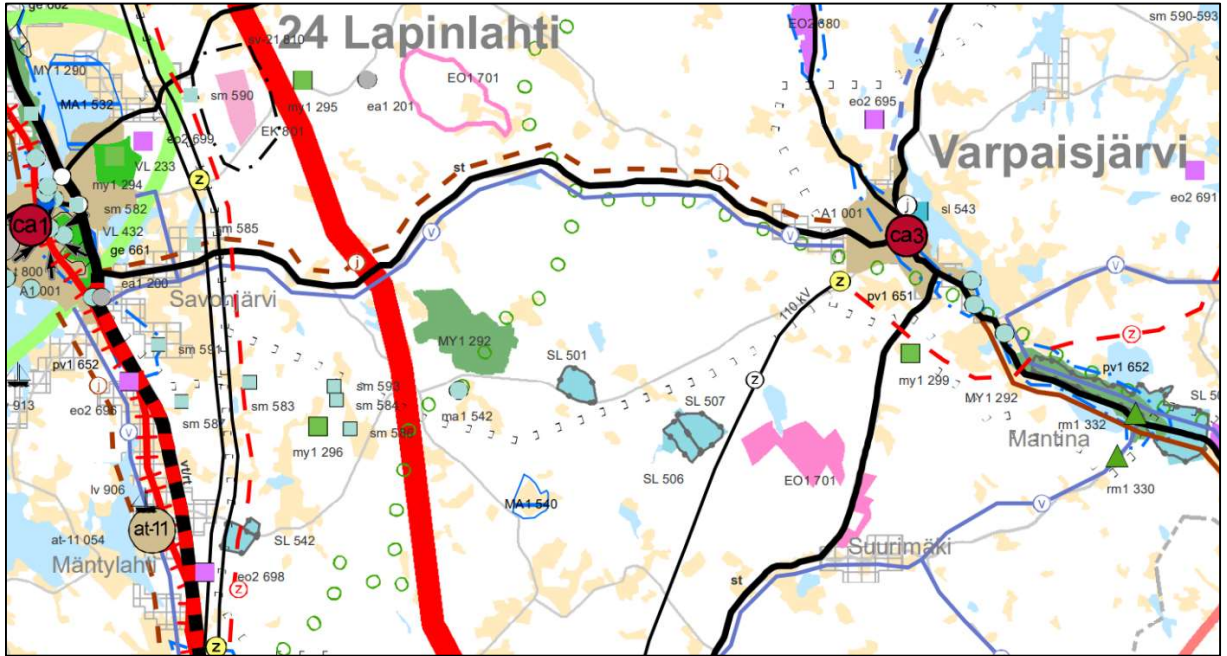 ge 662
24 Lapinlahti
sv-21 810
EO2 680
sm 590-593
MY1 290
MA1 532
sm 590
my1 295
ea1 201
EO1 701
eo2 695
EK 801
eo2 699
Varpaisjärvi
VL 233
my1 294
z
st
j
eo2 691
sm 582
ca1
VL 432
sm 585
v
A1 001
j
sl 543
ca3
ge 661
j
v
v
t 800
A1 001
ea1 200
Savonjärvi
z
pv1 651
110 kV
z
sm 591
MY1 292
SL 501
pv1 652
my1 299
pv1 652
j
913
eo2 696
sm 583
sm 593
sm 584
ma1 542
z
MY1 292
SL 507
my1 296
v
rm1 332
Mantina
SL 506
EO1 701
rm1 330
vt/rt
lv 906
MA1 540
v
at-11
at-11 054
SL 542
Suurimäki
Mäntylahti
eo2 698
z
st
z